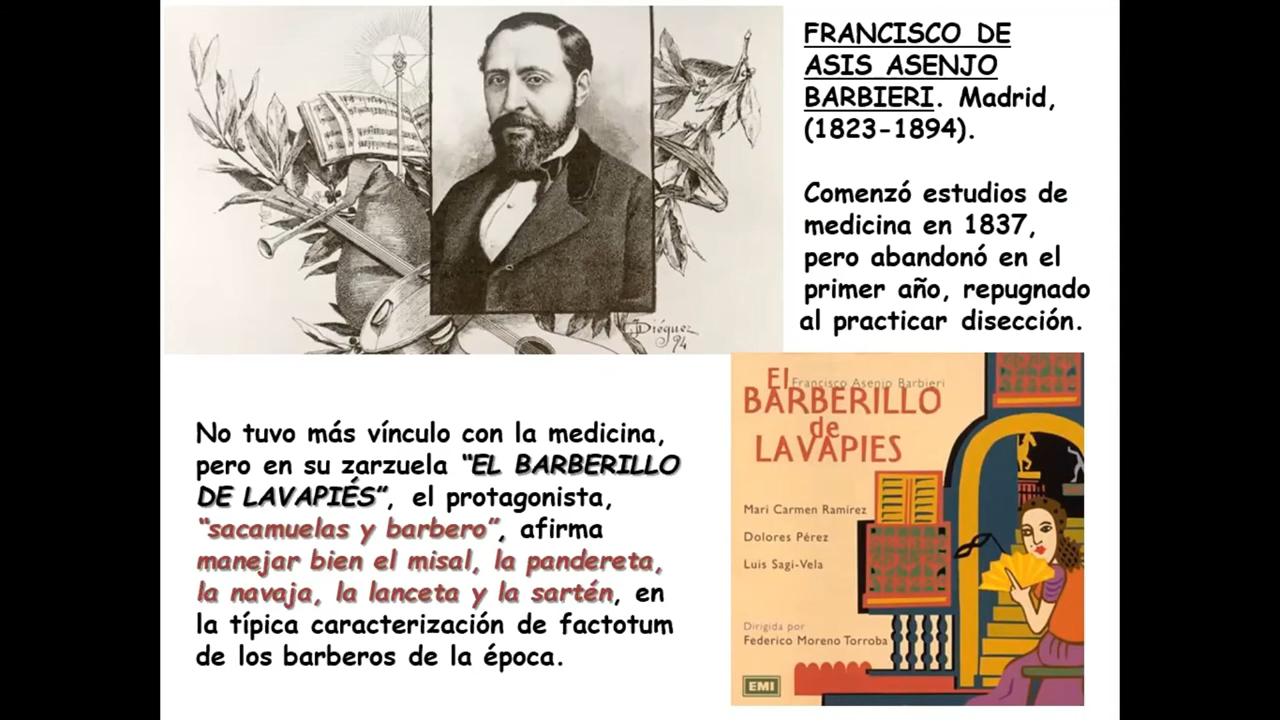 FRANCISCO DE
ASIS ASENJO
BARBIERI. Madrid,
(1823-1894).
Comenzó estudios de
medicina en 1837,
pero abandonó en el
primer año, repugnado
al practicar disección.
Diéguez
94
No tuvo más vínculo con la medicina,
pero en su zarzuela “EL BARBERILLO
DE LAVAPIÉS”, el protagonista,
“sacamuelas y barbero”, afirma
manejar bien el misal, la pandereta,
la navaja, la lanceta y la sartén, en
la típica caracterización de factotum
de los barberos de la época.
Francisco Asenjo Barbieri
El
BARBERILLO
de
LAVAPIES
Mari Carmen Ramírez
Dolores Pérez
Luis Sagi-Vela
Dirigida por
Federico Moreno Torroba
EMI